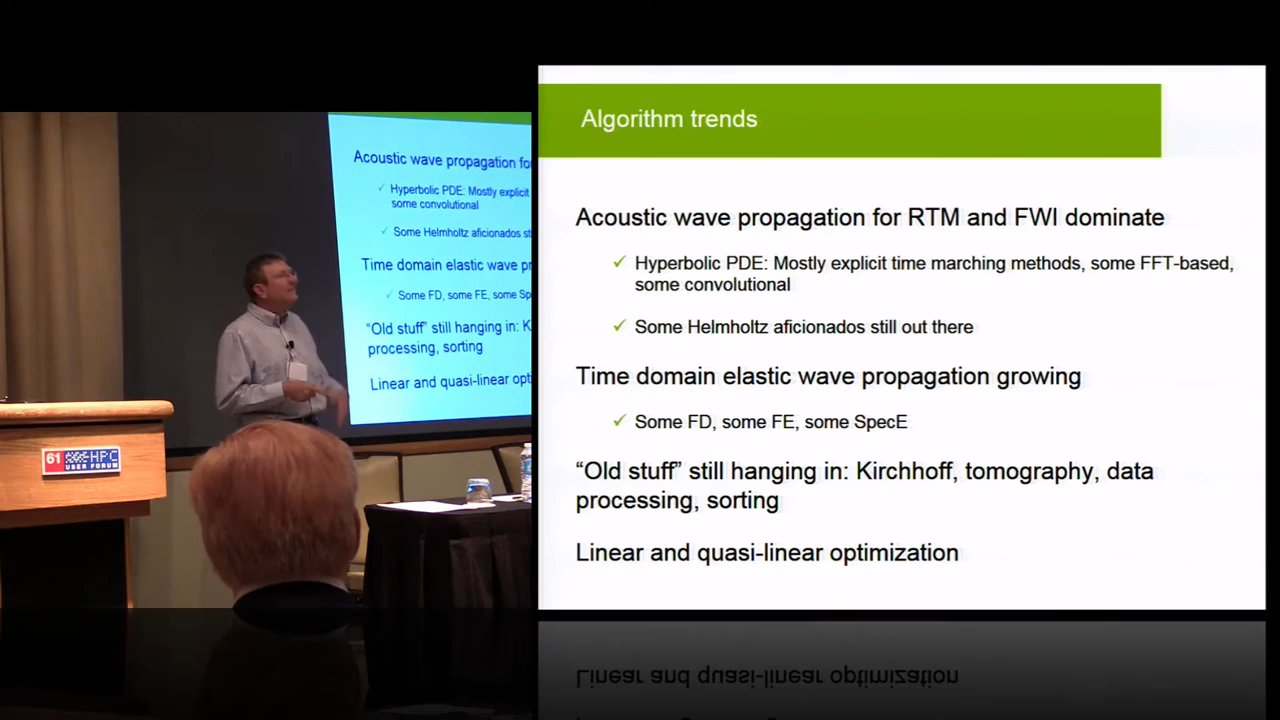 Algorithm trends
Acoustic wave propagation for RTM and FWI dominate
✓ Hyperbolic PDE: Mostly explicit time marching methods, some FFT-based,
some convolutional
✓ Some Helmholtz aficionados still out there
Time domain elastic wave propagation growing
✓ Some FD, some FE, some SpecE
“Old stuff” still hanging in: Kirchhoff, tomography, data
processing, sorting
Linear and quasi-linear optimization
Acoustic wave propagation fo
✓ Hyperbolic PDE: Mostly explicit
some convolutional
✓ Some Helmholtz aficionados st
Time domain elastic wave pr
✓ Some FD, some FE, some Sp
“Old stuff” still hanging in: K
processing, sorting
Linear and quasi-linear opt
61 HPC
USER FORUM
Linear and quasi-linear optimization